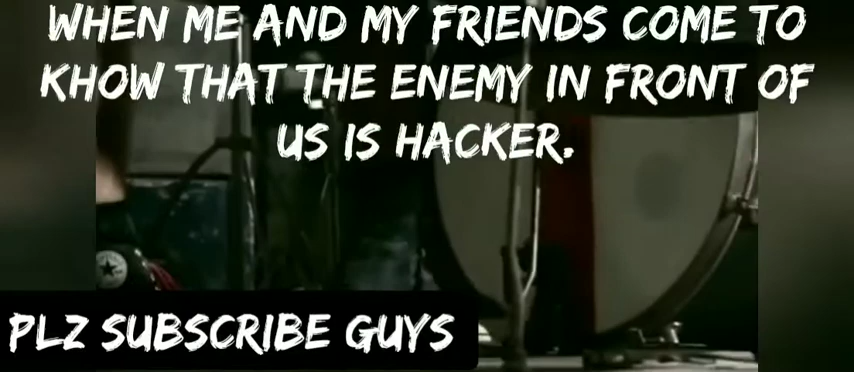 WHEN ME AND MY FRIENDS COME TO
KHOW THAT THE ENEMY IN FRONT OF
US IS HACKER.
PLZ SUBSCRIBE GUYS